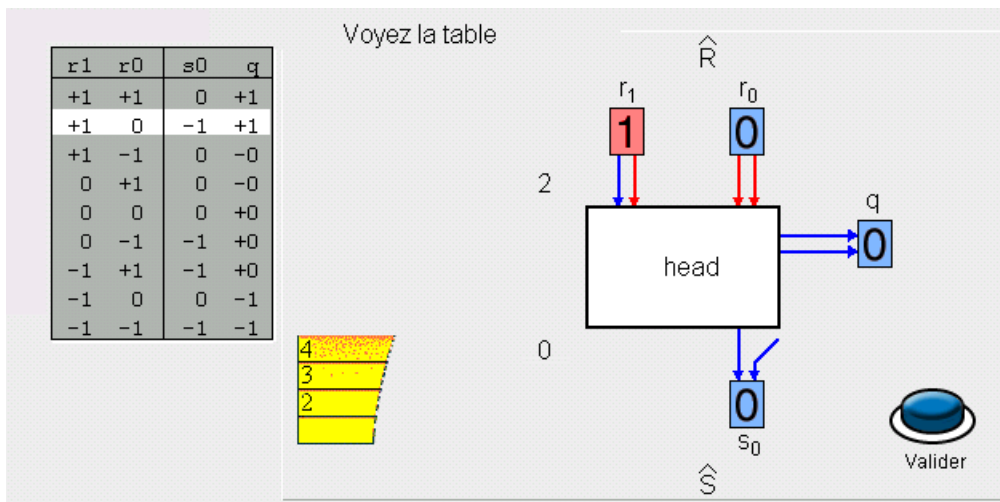 Voyez la table
r1 r0 s0 q
+1 +1 0 +1
+1 0 -1 +1
+1 -1 0 -0
0 +1 0 -0
0 0 0 +0
0 -1 -1 +0
-1 +1 -1 +0
-1 0 0 -1
-1 -1 -1 -1
R̂
r₁ r₀
1 0
2
q
0
head
0
4
3
2
0
s₀
Ŝ
Valider